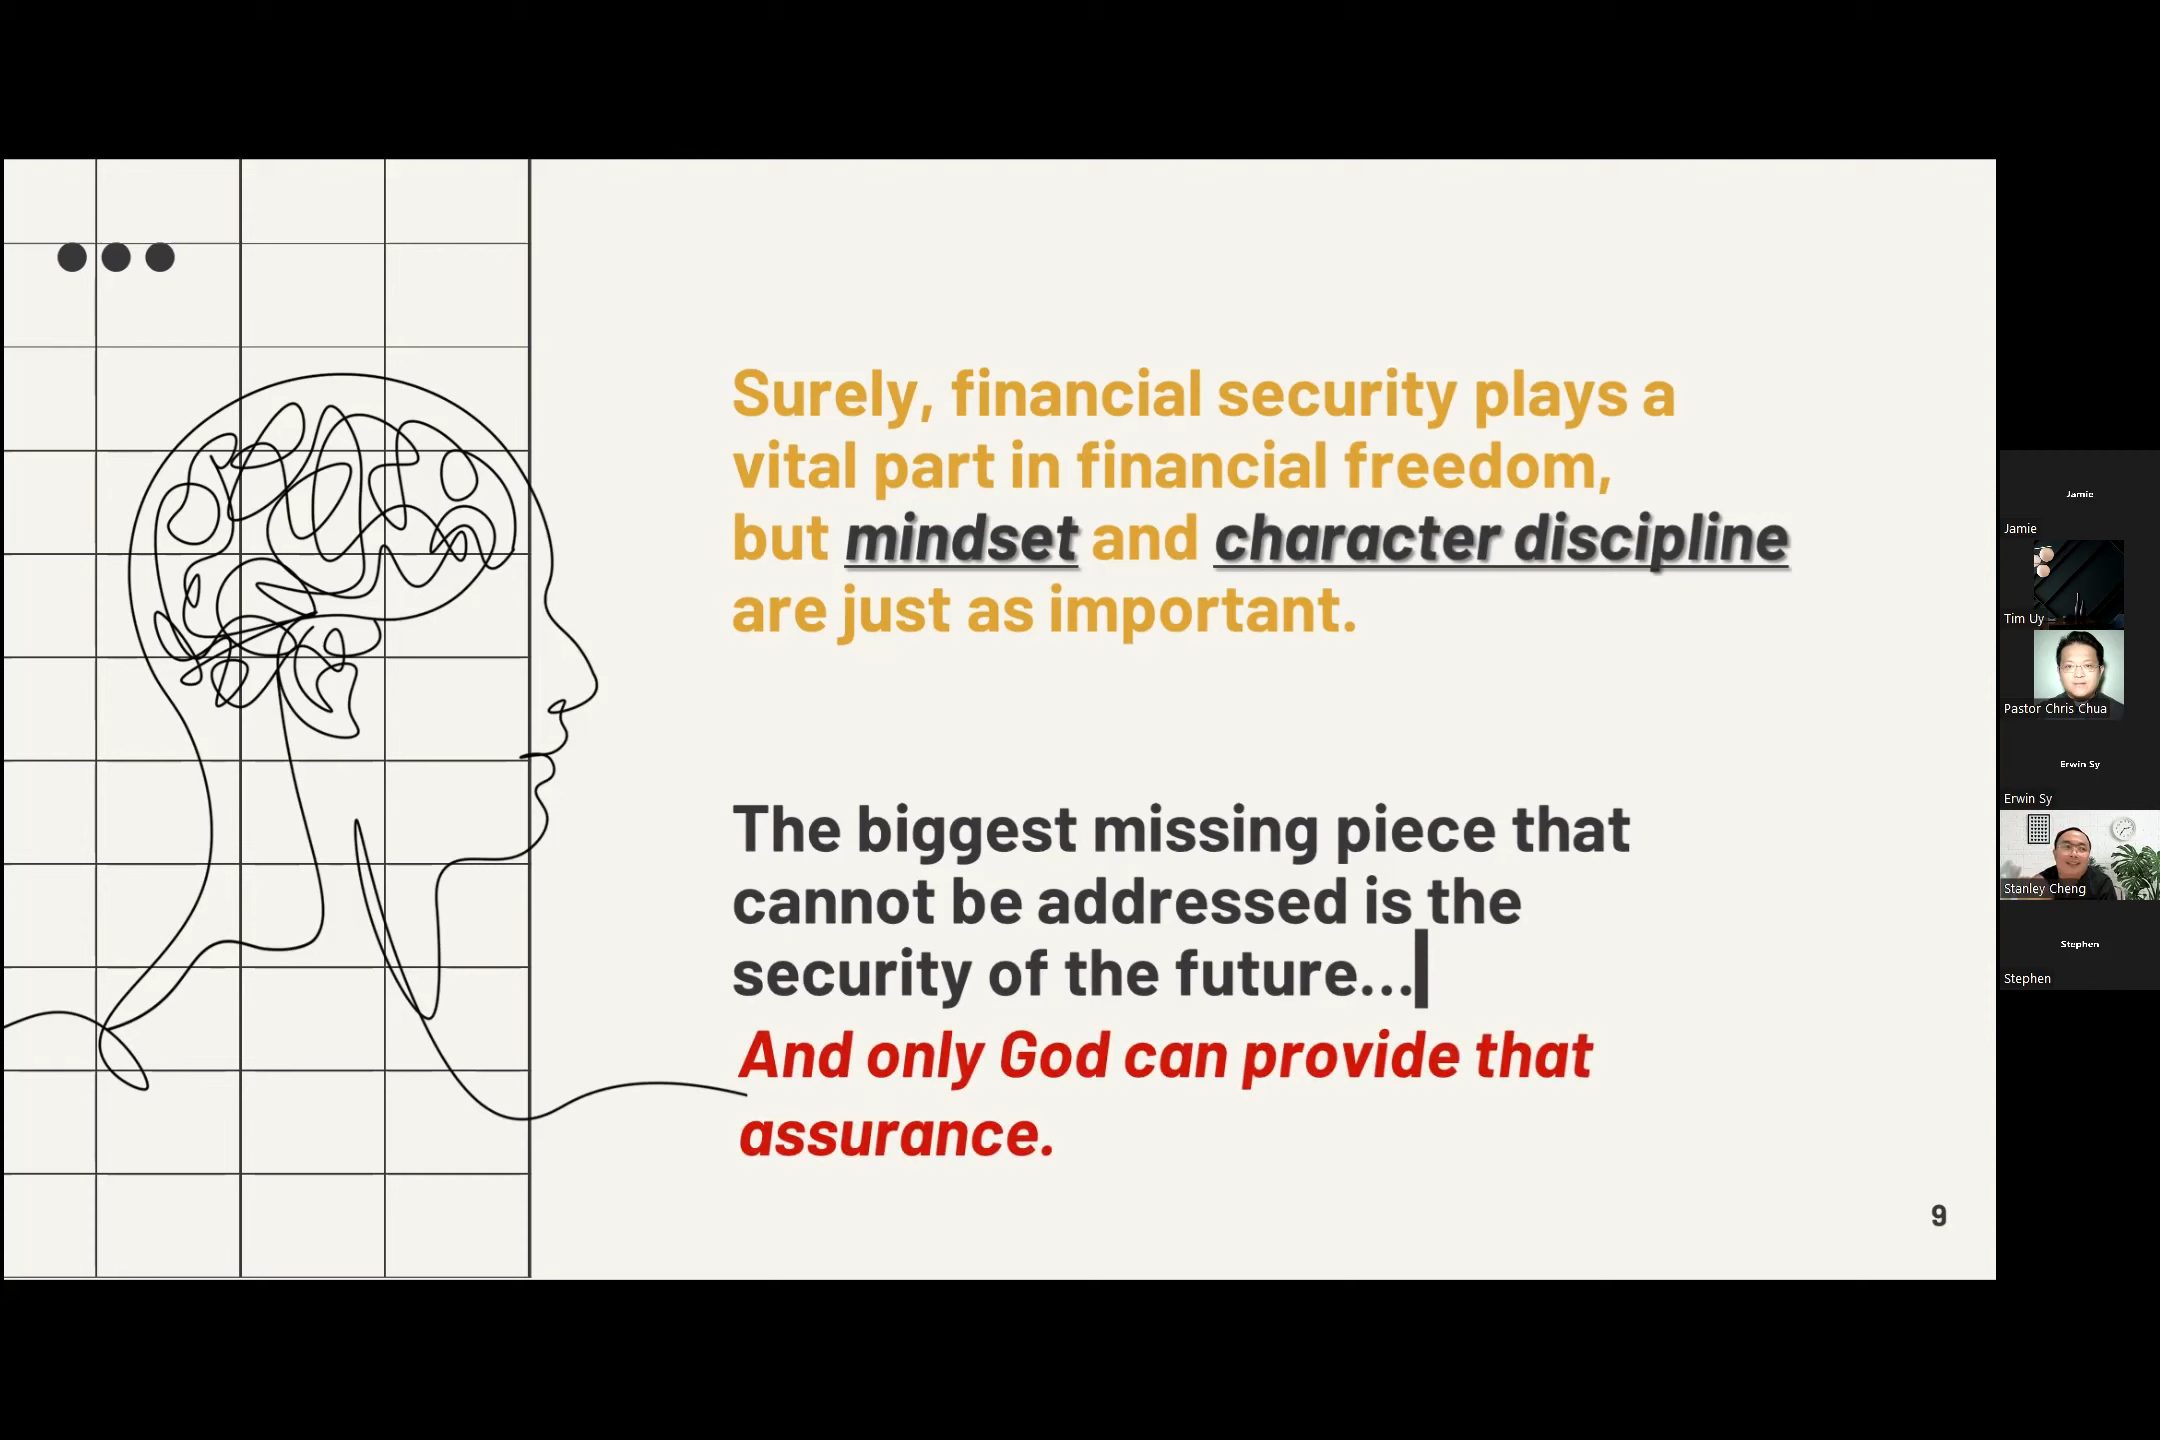 Surely, financial security plays a
vital part in financial freedom,
but mindset and character discipline
are just as important.
The biggest missing piece that
cannot be addressed is the
security of the future...
And only God can provide that
assurance.
9
Jamie
Jamie
Tim Uy
Pastor Chris Chua
Erwin Sy
Erwin Sy
Stanley Cheng
Stephen
Stephen